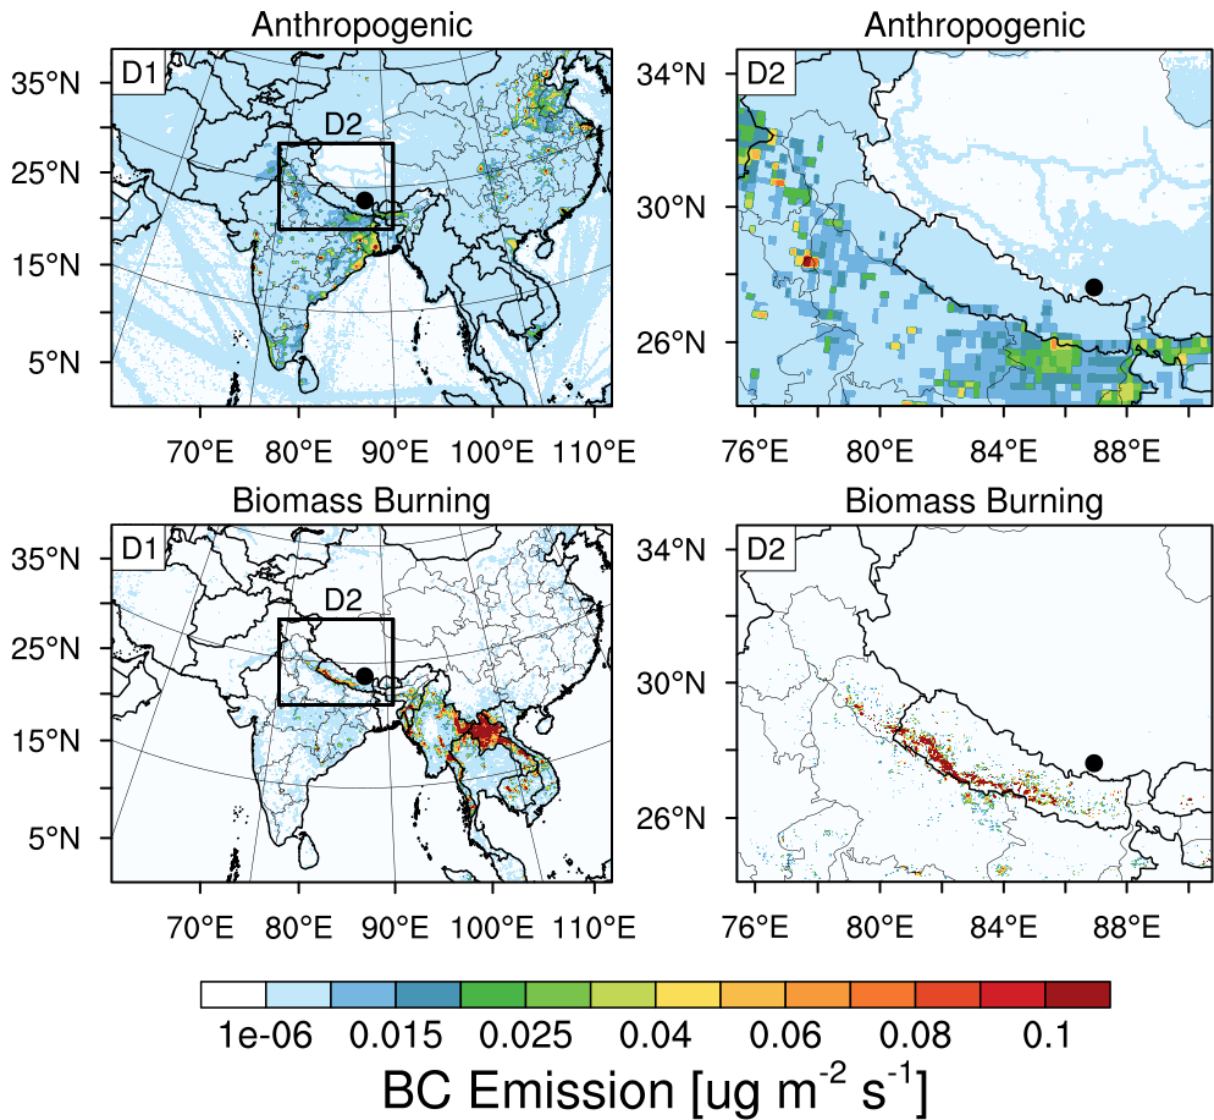 Anthropogenic
D1
D2
35°N
25°N
15°N
5°N
70°E 80°E 90°E 100°E 110°E
Anthropogenic
D2
34°N
30°N
26°N
76°E 80°E 84°E 88°E
Biomass Burning
D1
D2
35°N
25°N
15°N
5°N
70°E 80°E 90°E 100°E 110°E
Biomass Burning
D2
34°N
30°N
26°N
76°E 80°E 84°E 88°E
1e-06 0.015 0.025 0.04 0.06 0.08 0.1
BC Emission [ug m⁻² s⁻¹]